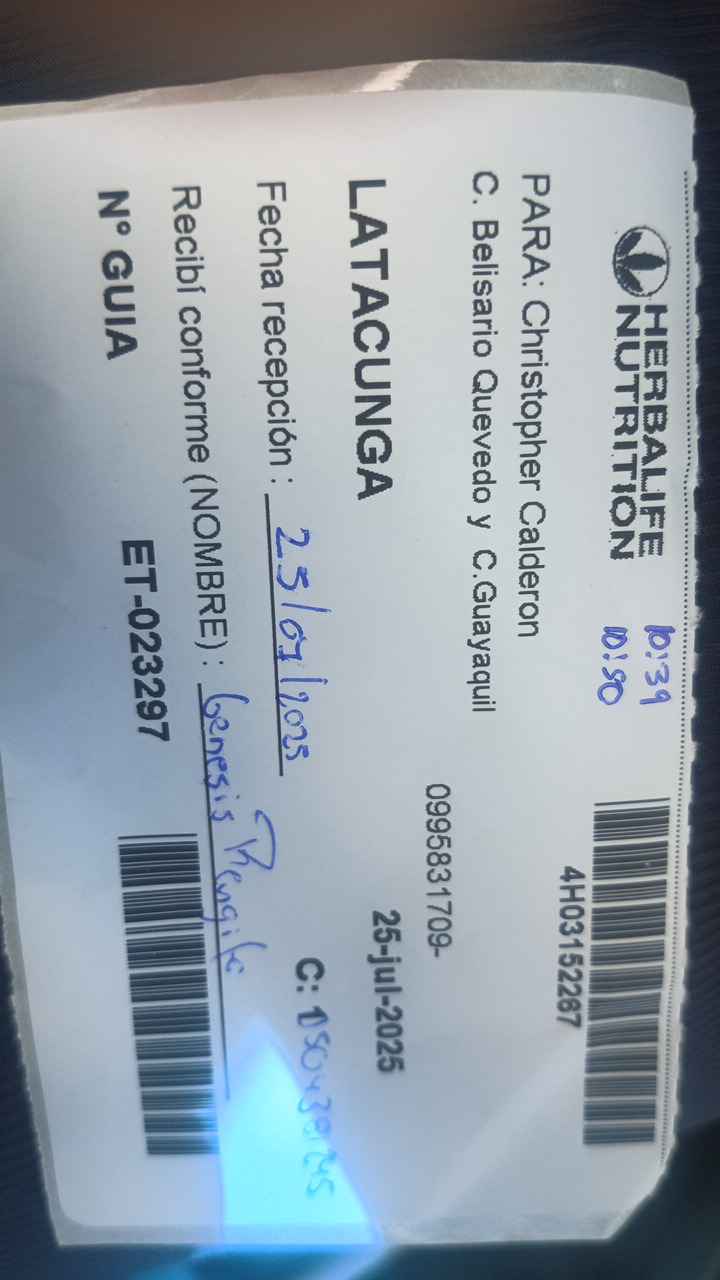 HERBALIFE
NUTRITION
10:39
10:50
4H03152267
PARA: Christopher Calderon
C. Belisario Quevedo y C.Guayaquil
0995831709-
LATACUNGA
25-jul-2025
Fecha recepción : 25/07/2025
C:
Recibí conforme (NOMBRE) : Genesis Rengifo
N° GUIA
ET-023297